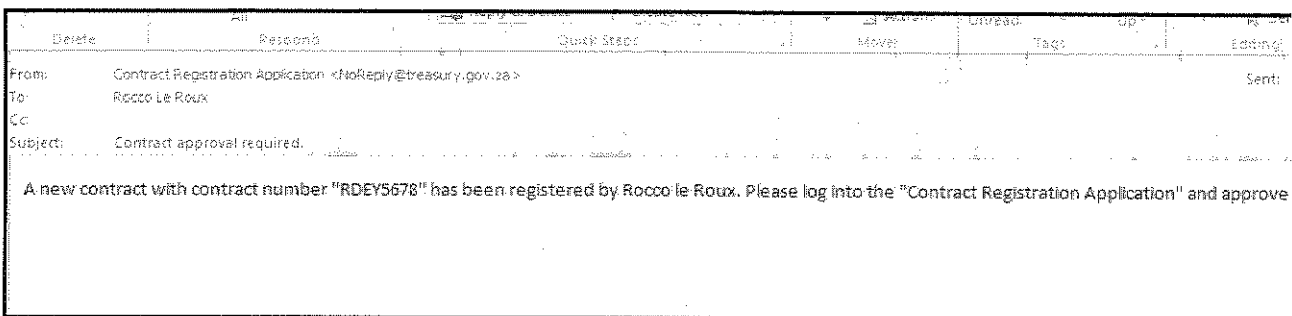 All
Unread
Delete Respond Quick Steps Move Tags Editing
From: Contract Registration Application <NoReply@treasury.gov.za> Sent:
To: Rocco Le Roux
Cc:
Subject: Contract approval required.
A new contract with contract number "RDEY5678" has been registered by Rocco le Roux. Please log into the "Contract Registration Application" and approve